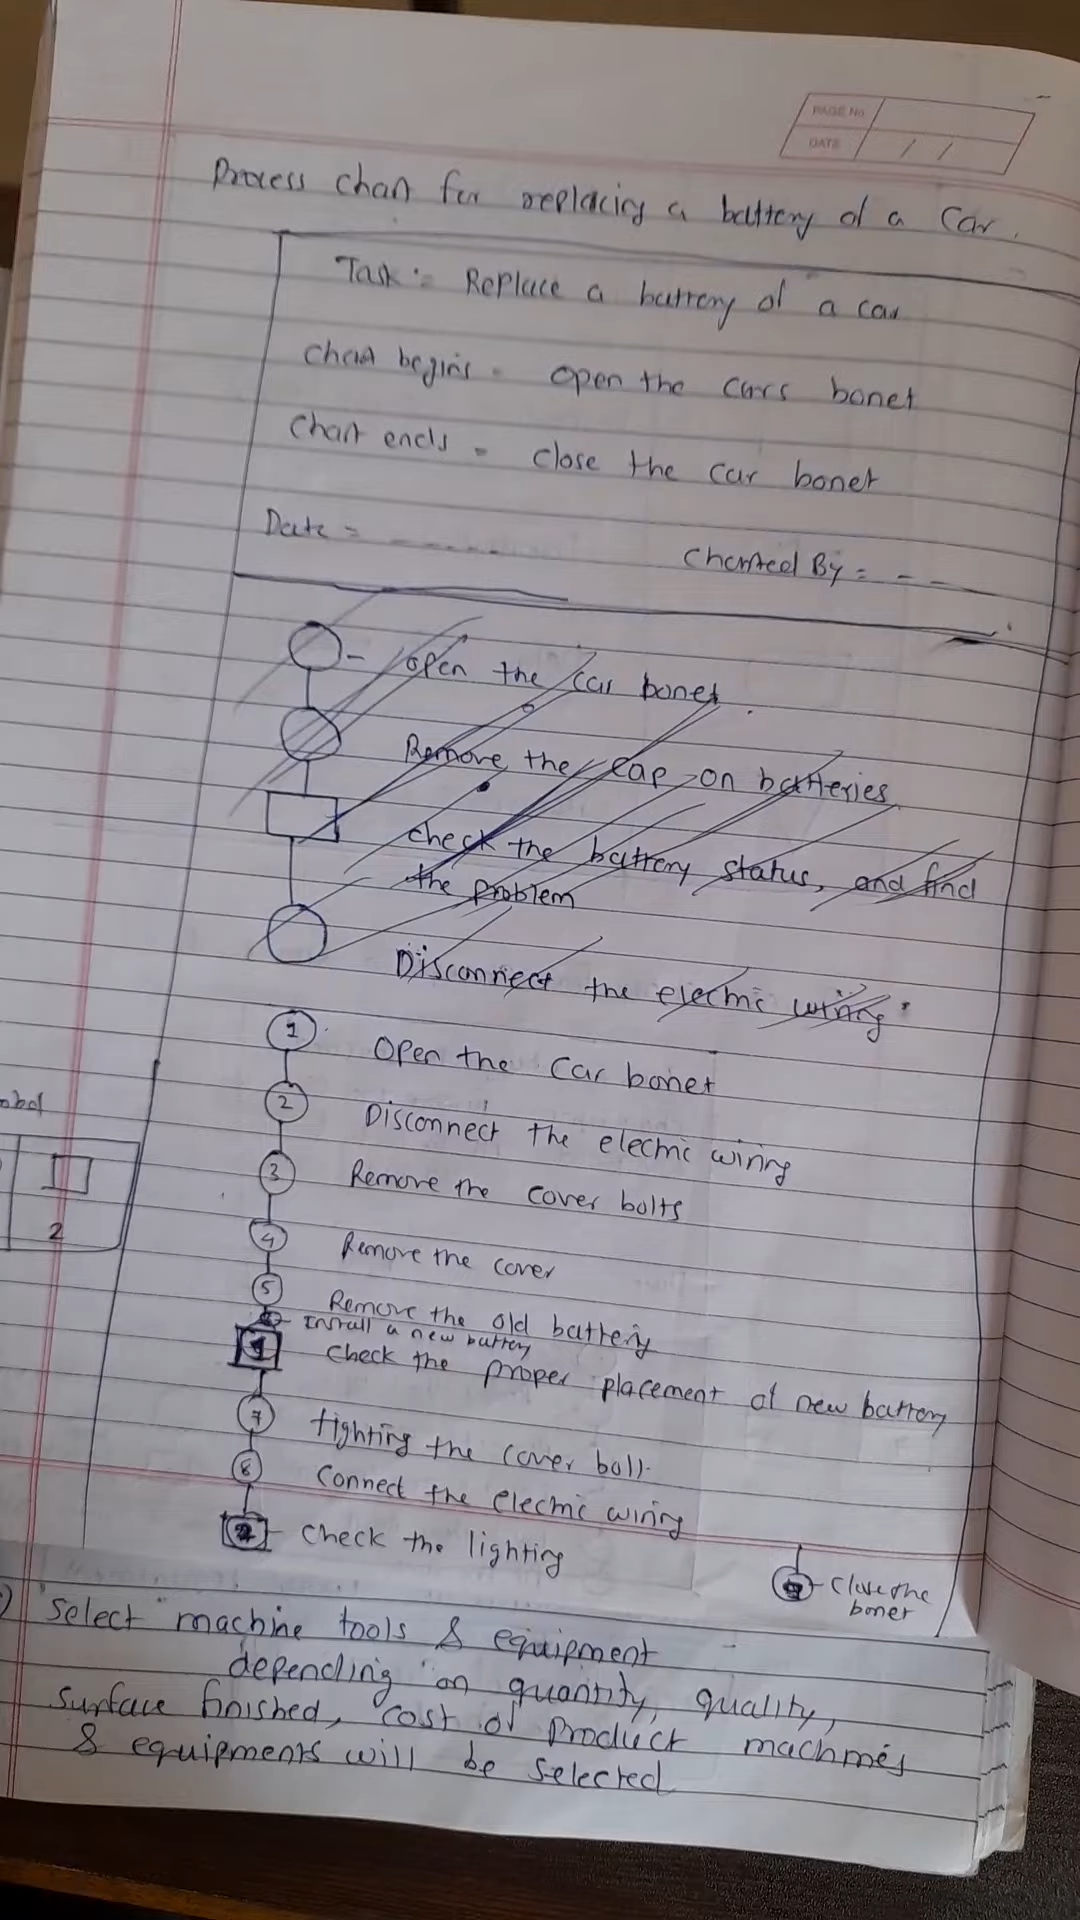 PAGE No.
DATE / /
Process chart for replacing a battery of a car.
Task:- Replace a battery of a car
chart begins - open the cars bonet
chart ends - close the car bonet
Date = ------ Charted By = - -
- open the car bonet.
Remove the cap on batteries.
check the battery status, and find
the problem
Disconnect the electric wiring
1 Open the Car bonet
2 Disconnect the electric wiring
3 Remove the cover bolts
4 Remove the cover
5 Remove the old battery
Install a new battery
1 check the proper placement of new battery
7 tighting the cover bolt.
8 Connect the electric wiring
2 - check the lighting
9 - Close the
bonet
2
) select machine tools & equipment
depending on quantity, quality,
surface finished, cost of product machines
& equipments will be selected